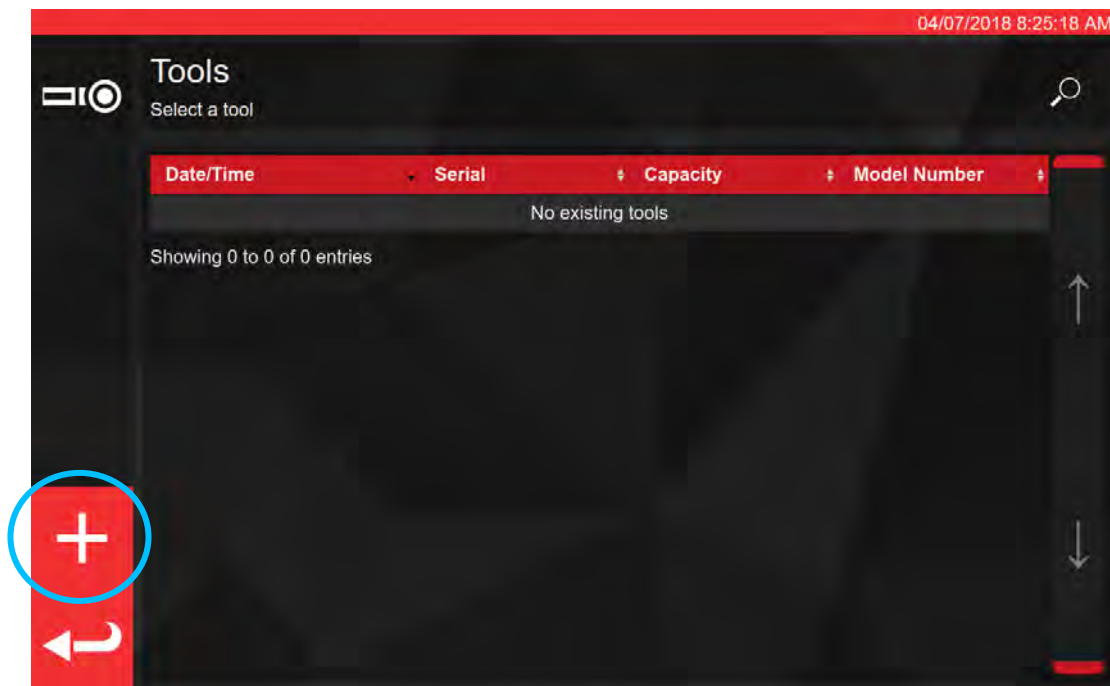 04/07/2018 8:25:18 AM
Tools
Select a tool
Date/Time Serial Capacity Model Number
No existing tools
Showing 0 to 0 of 0 entries